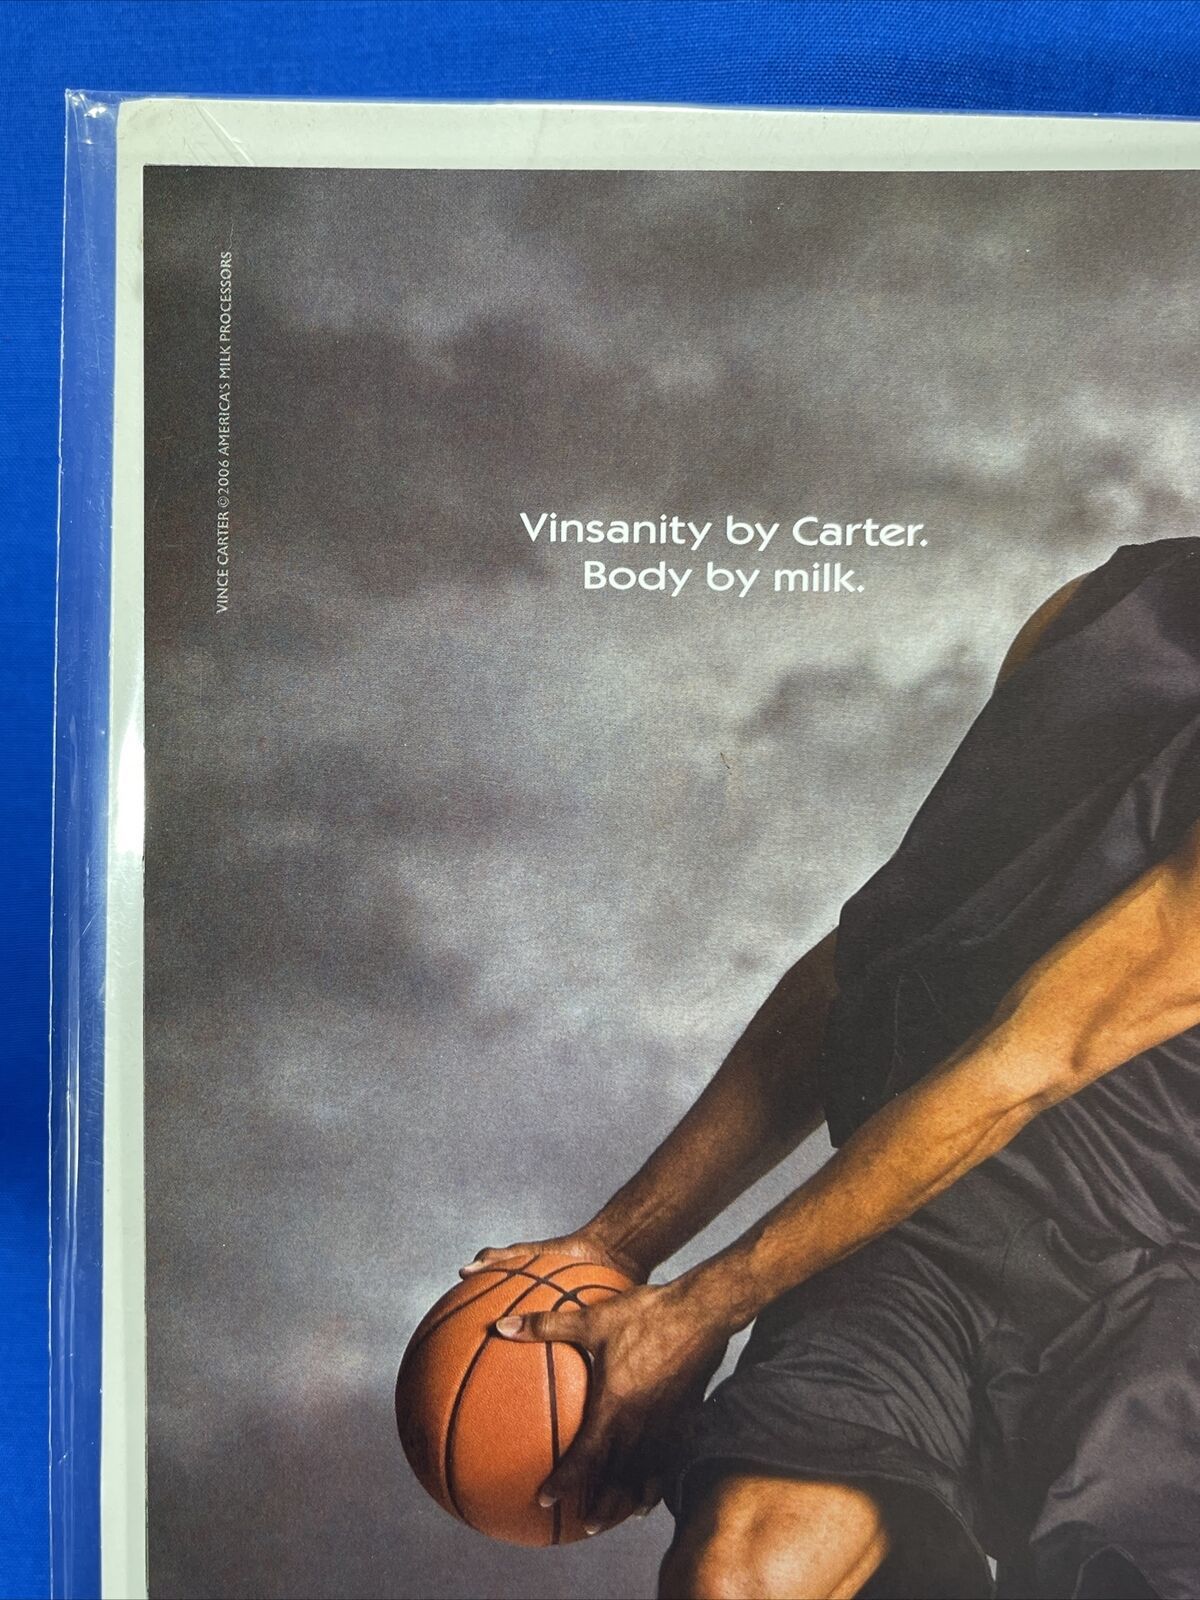 VINCE CARTER ©2006 AMERICA'S MILK PROCESSORS
Vinsanity by Carter.
Body by milk.